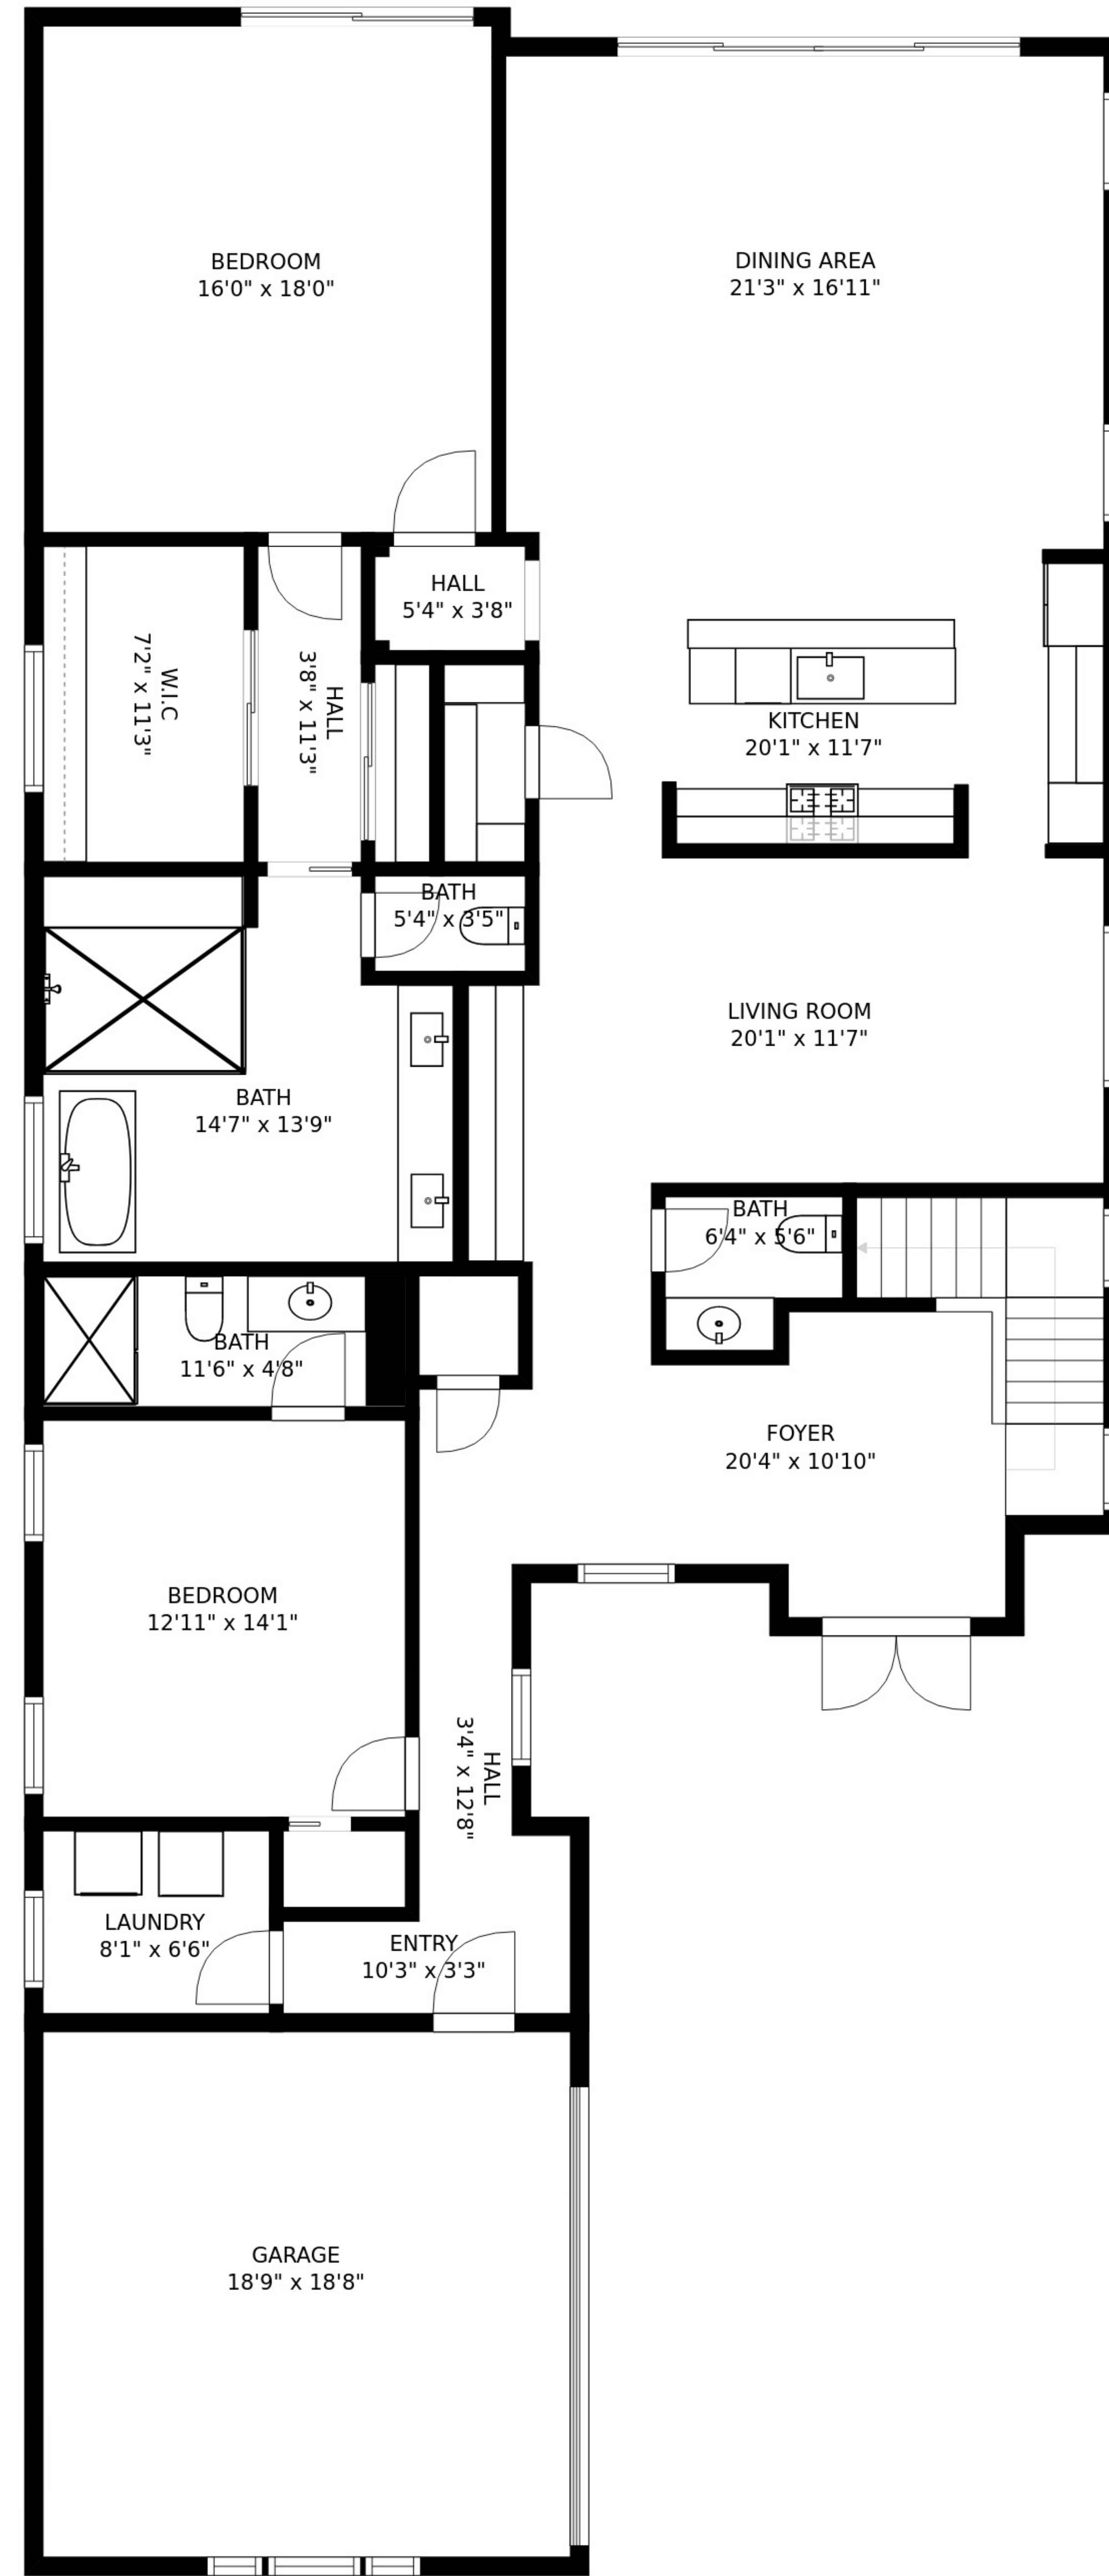 BEDROOM
16'0" x 18'0"
DINING AREA
21'3" x 16'11"
HALL
5'4" x 3'8"
W.I.C
7'2" x 11'3"
HALL
3'8" x 11'3"
KITCHEN
20'1" x 11'7"
BATH
5'4" x 3'5"
LIVING ROOM
20'1" x 11'7"
BATH
14'7" x 13'9"
BATH
6'4" x 5'6"
BATH
11'6" x 4'8"
FOYER
20'4" x 10'10"
BEDROOM
12'11" x 14'1"
HALL
3'4" x 12'8"
LAUNDRY
8'1" x 6'6"
ENTRY
10'3" x 3'3"
GARAGE
18'9" x 18'8"